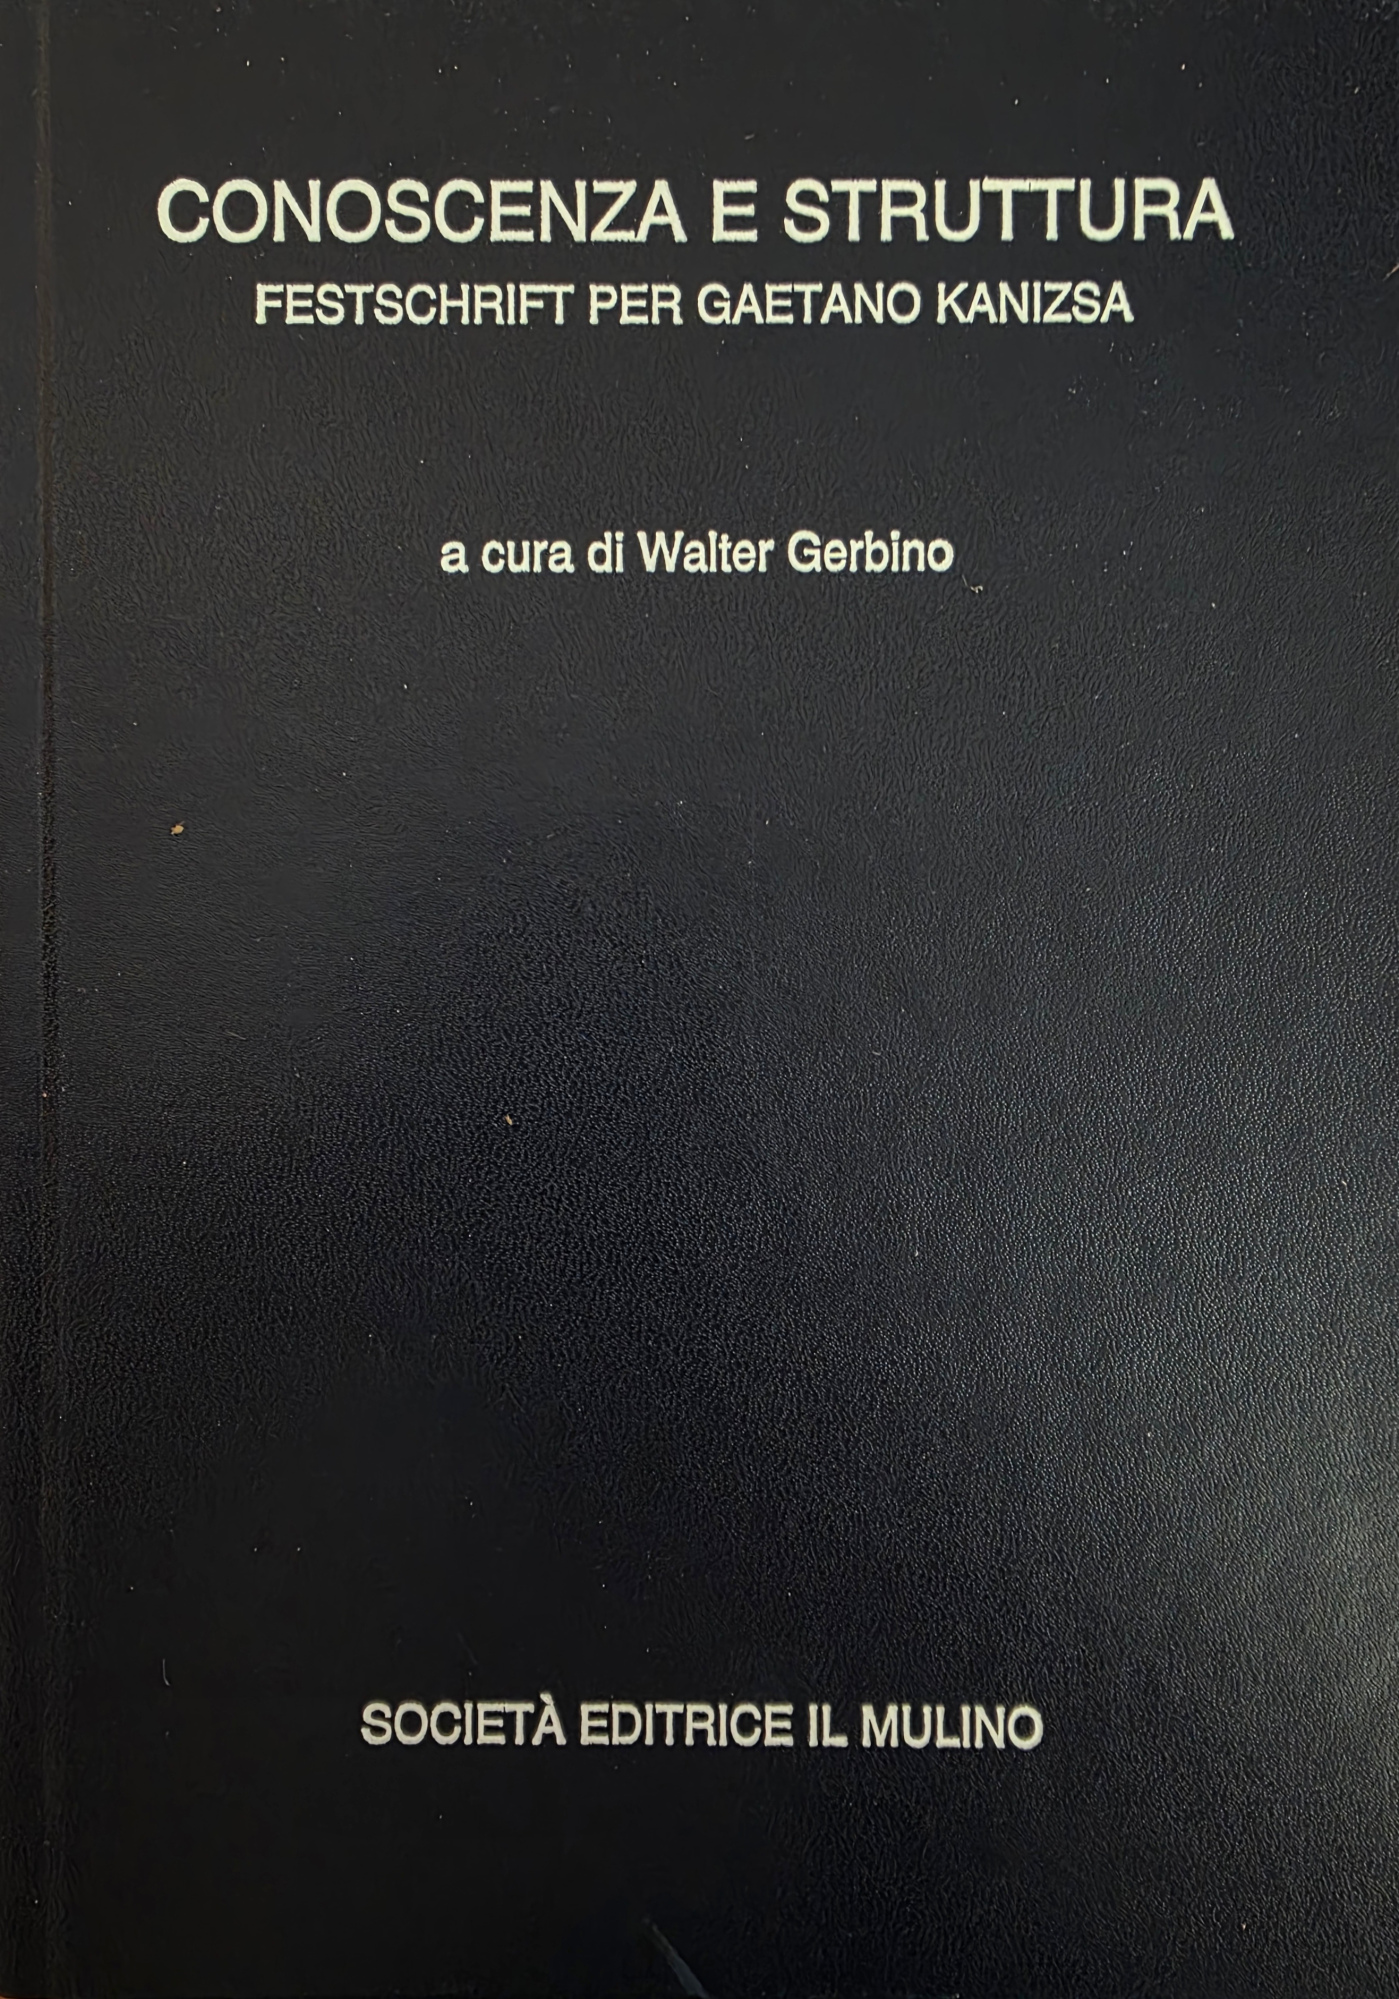 CONOSCENZA E STRUTTURA
FESTSCHRIFT PER GAETANO KANIZSA
a cura di Walter Gerbino
SOCIETÀ EDITRICE IL MULINO